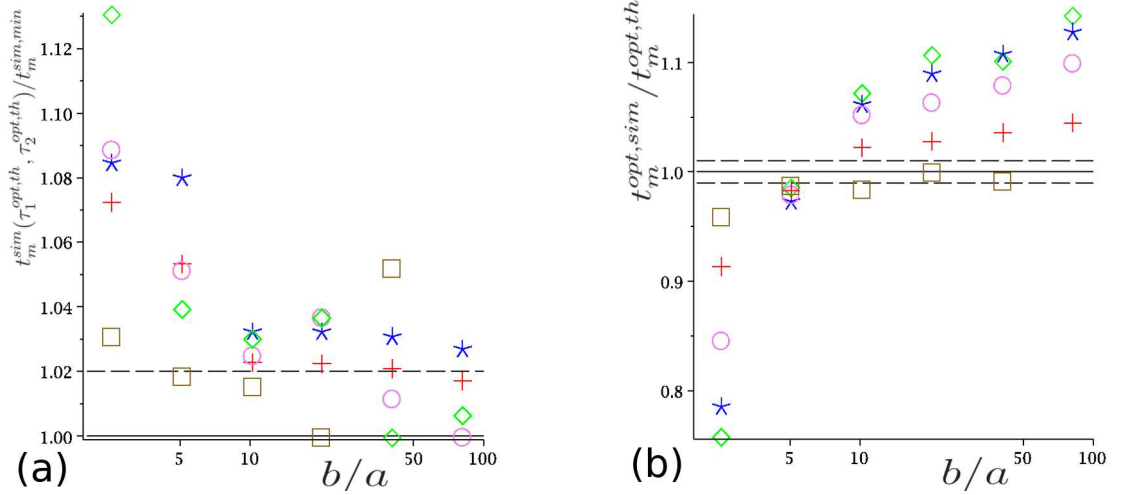 t_m^{sim}(τ_1^{opt,th}, τ_2^{opt,th})/t_m^{sim,min}
1.12
1.10
1.08
1.06
1.04
1.02
1.00
5 10 50 100
(a) b/a
t_m^{opt,sim}/t_m^{opt,th}
1.1
1.0
0.9
0.8
5 10 50 100
(b) b/a